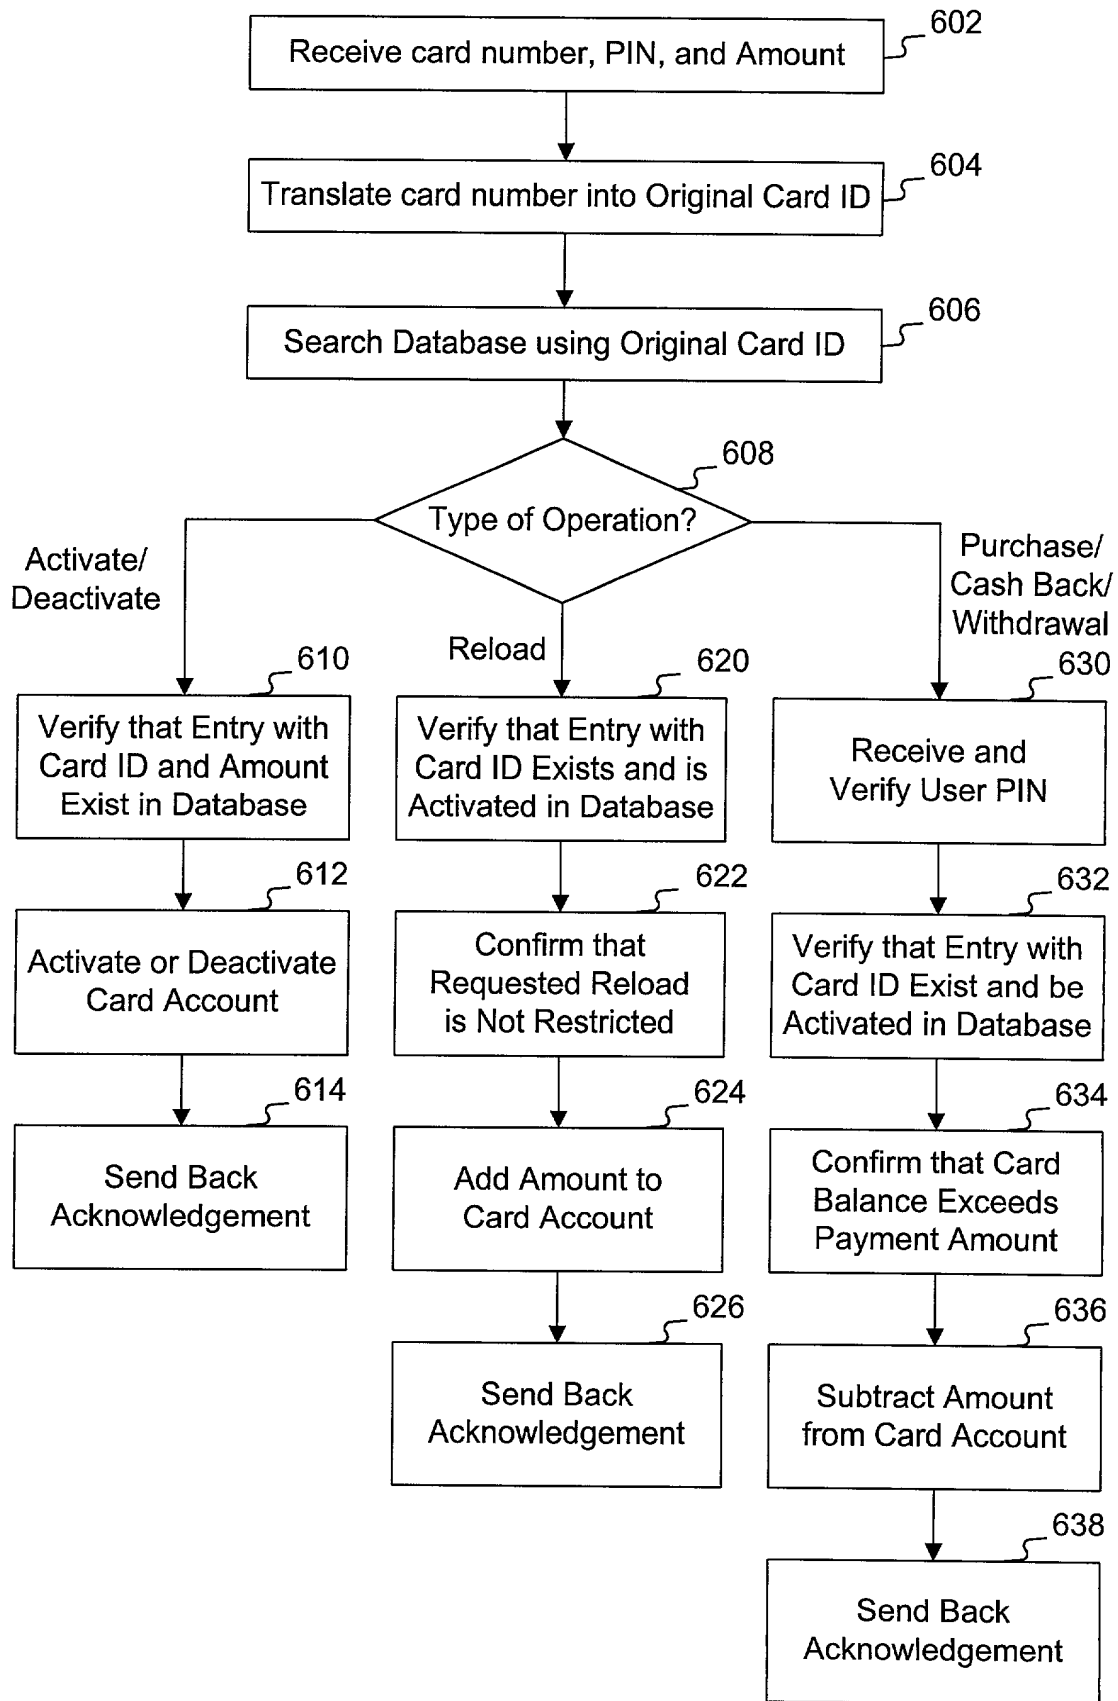 602
Receive card number, PIN, and Amount
604
Translate card number into Original Card ID
606
Search Database using Original Card ID
608
Type of Operation?
Activate/
Deactivate
Reload
Purchase/
Cash Back/
Withdrawal
610
Verify that Entry with
Card ID and Amount
Exist in Database
612
Activate or Deactivate
Card Account
614
Send Back
Acknowledgement
620
Verify that Entry with
Card ID Exists and is
Activated in Database
622
Confirm that
Requested Reload
is Not Restricted
624
Add Amount to
Card Account
626
Send Back
Acknowledgement
630
Receive and
Verify User PIN
632
Verify that Entry with
Card ID Exist and be
Activated in Database
634
Confirm that Card
Balance Exceeds
Payment Amount
636
Subtract Amount
from Card Account
638
Send Back
Acknowledgement